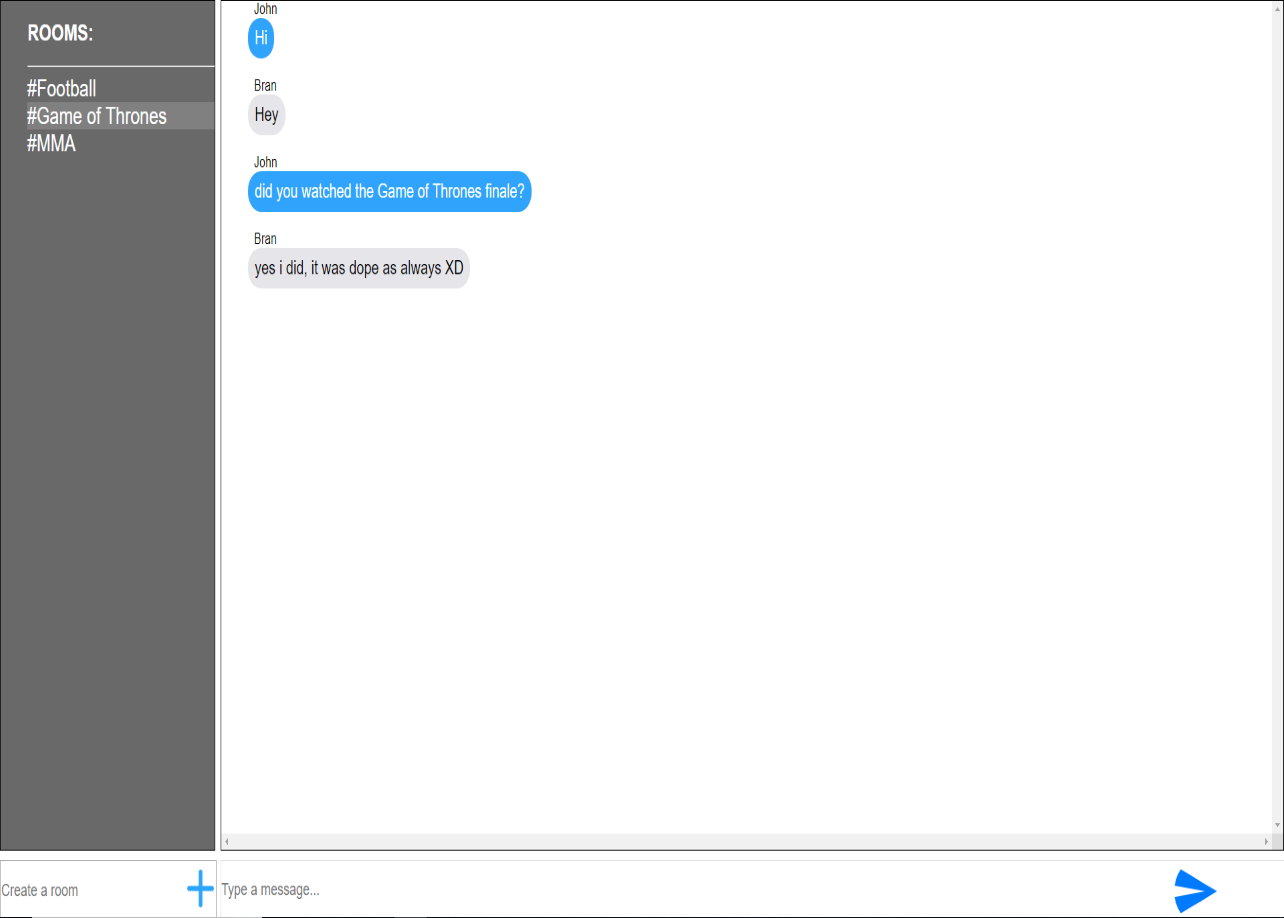 ROOMS:
#Football
#Game of Thrones
#MMA
John
Hi
Bran
Hey
John
did you watched the Game of Thrones finale?
Bran
yes i did, it was dope as always XD
Create a room
Type a message...